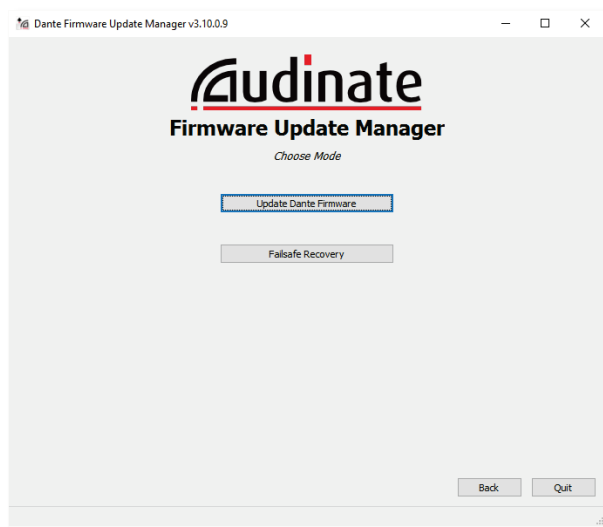 Dante Firmware Update Manager v3.10.0.9
Audinate
Firmware Update Manager
Choose Mode
Update Dante Firmware
Failsafe Recovery
Back
Quit